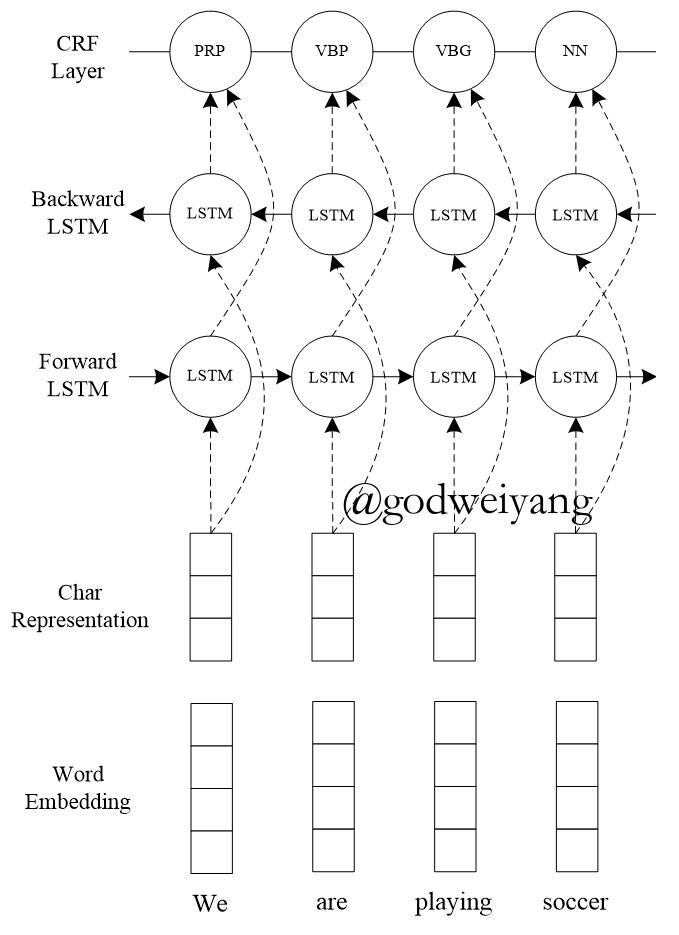 CRF
Layer
PRP VBP VBG NN
Backward
LSTM
LSTM LSTM LSTM LSTM
Forward
LSTM
LSTM LSTM LSTM LSTM
@godweiyang
Char
Representation
Word
Embedding
We are playing soccer